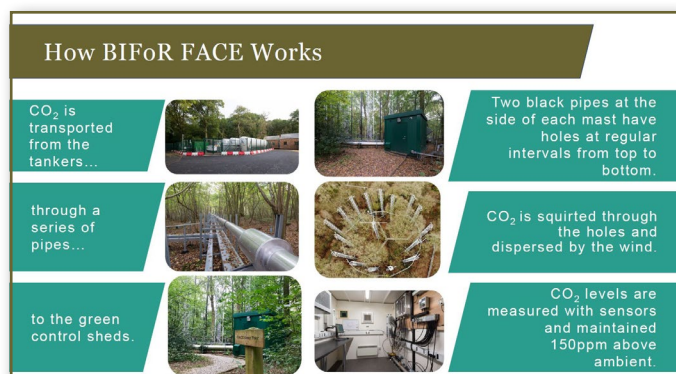 How BIFoR FACE Works
CO₂ is
transported
from the
tankers...
through a
series of
pipes...
to the green
control sheds.
Two black pipes at the
side of each mast have
holes at regular
intervals from top to
bottom.
CO₂ is squirted through
the holes and
dispersed by the wind.
CO₂ levels are
measured with sensors
and maintained
150ppm above
ambient.